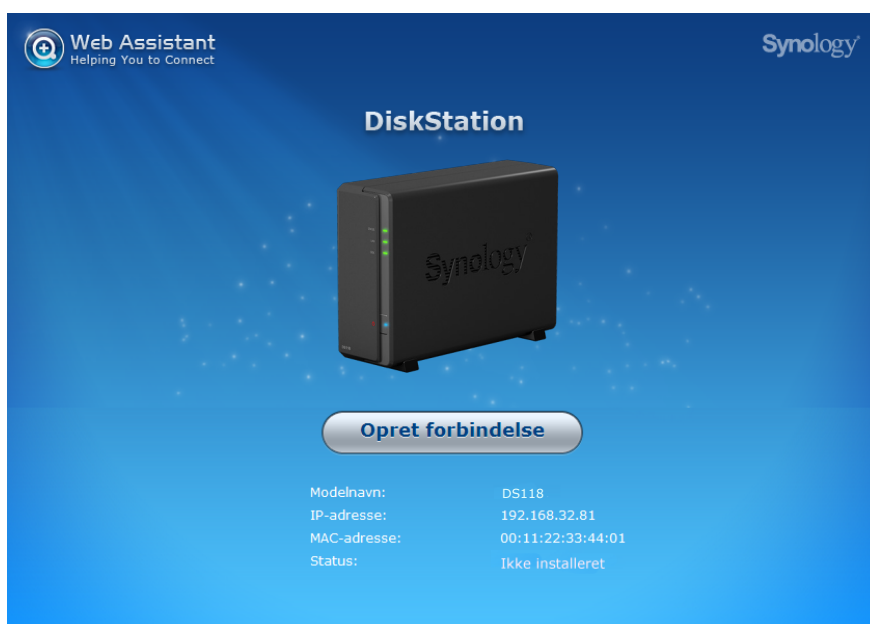 Web Assistant
Helping You to Connect
Synology
DiskStation
Synology
Opret forbindelse
Modelnavn: DS118
IP-adresse: 192.168.32.81
MAC-adresse: 00:11:22:33:44:01
Status: Ikke installeret